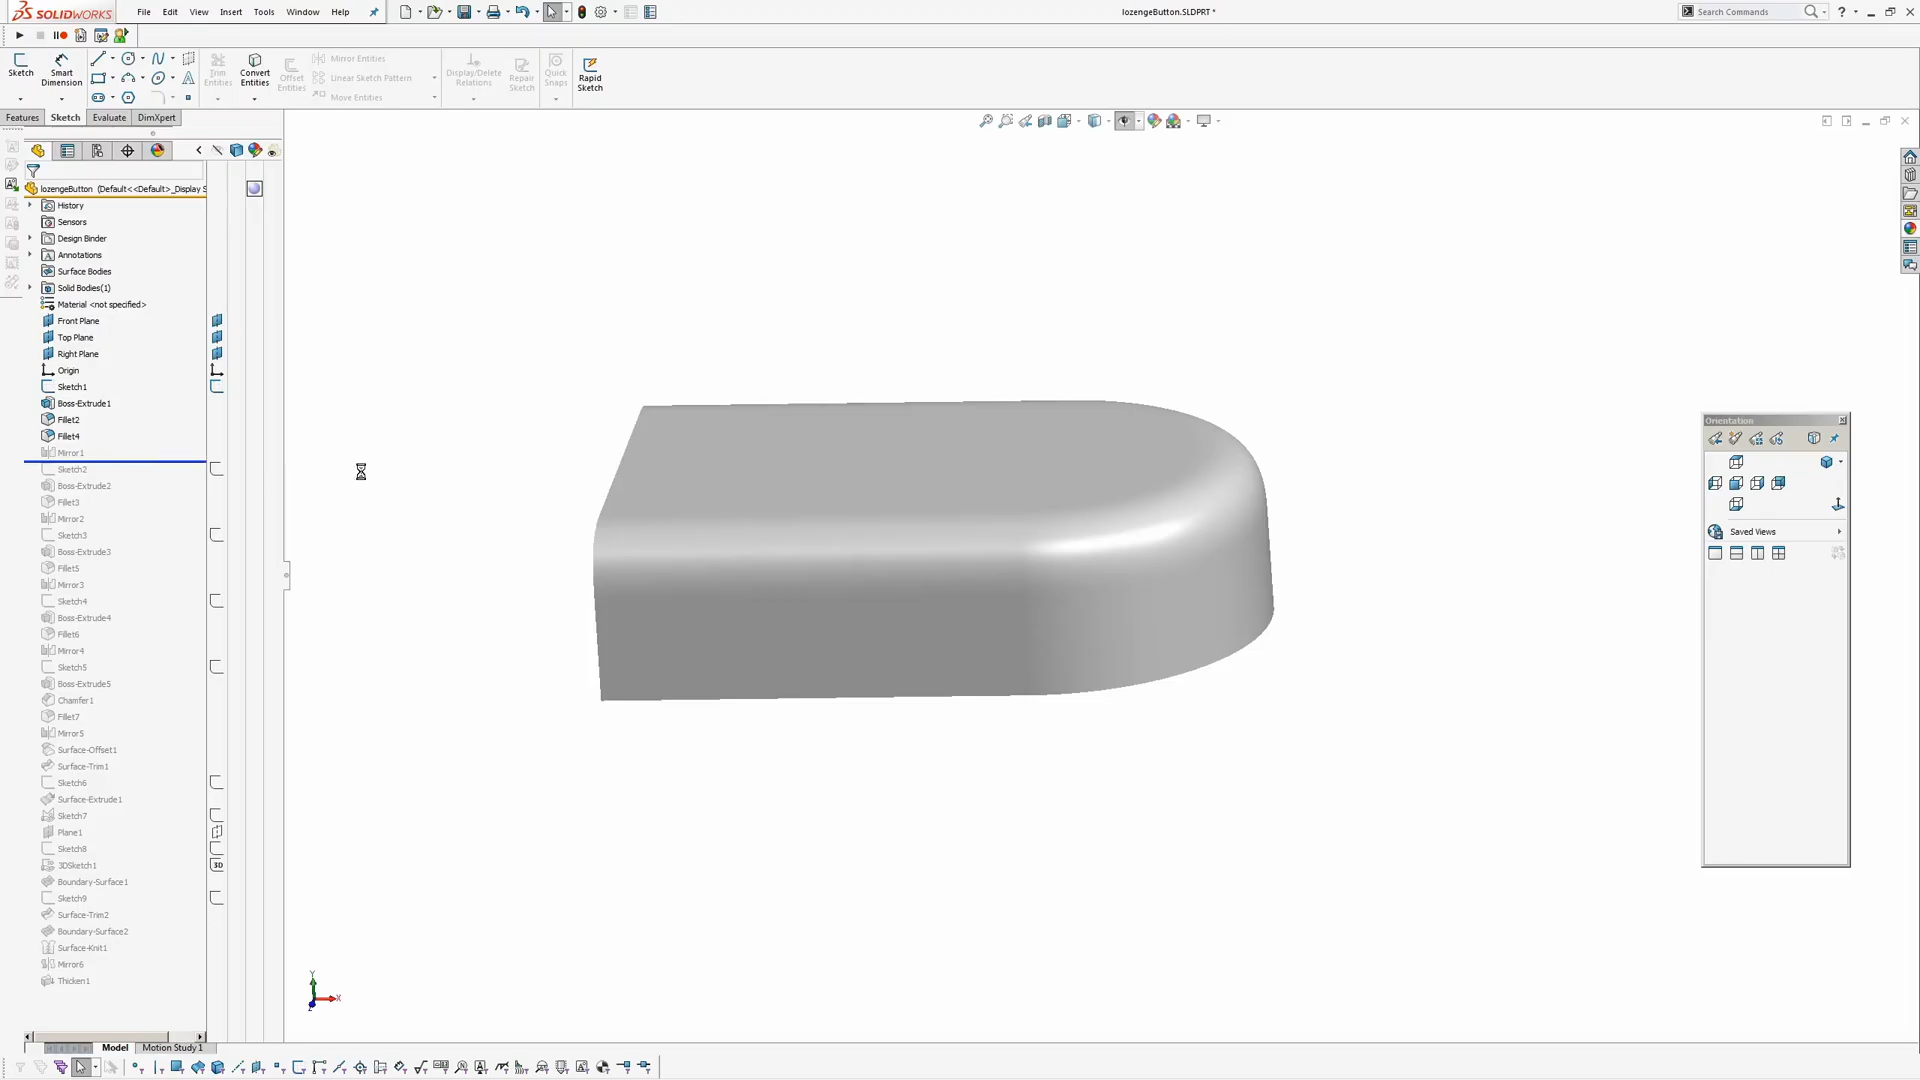 SOLIDWORKS File Edit View Insert Tools Window Help lozengeButton.SLDPRT * Search Commands
Sketch Smart Dimension Trim Entities Convert Entities Offset Entities Mirror Entities Linear Sketch Pattern Move Entities Display/Delete Relations Repair Sketch Quick Snaps Rapid Sketch
Features Sketch Evaluate DimXpert
lozengeButton (Default<<Default>_Display S
History
Sensors
Design Binder
Annotations
Surface Bodies
Solid Bodies(1)
Material <not specified>
Front Plane
Top Plane
Right Plane
Origin
Sketch1
Boss-Extrude1
Fillet2
Fillet4
Mirror1
Sketch2
Boss-Extrude2
Fillet3
Mirror2
Sketch3
Boss-Extrude3
Fillet5
Mirror3
Sketch4
Boss-Extrude4
Fillet6
Mirror4
Sketch5
Boss-Extrude5
Chamfer1
Fillet7
Mirror5
Surface-Offset1
Surface-Trim1
Sketch6
Surface-Extrude1
Sketch7
Plane1
Sketch8
3DSketch1
Boundary-Surface1
Sketch9
Surface-Trim2
Boundary-Surface2
Surface-Knit1
Mirror6
Thicken1
Orientation
Saved Views
Y
X
Z
3D
Model Motion Study 1